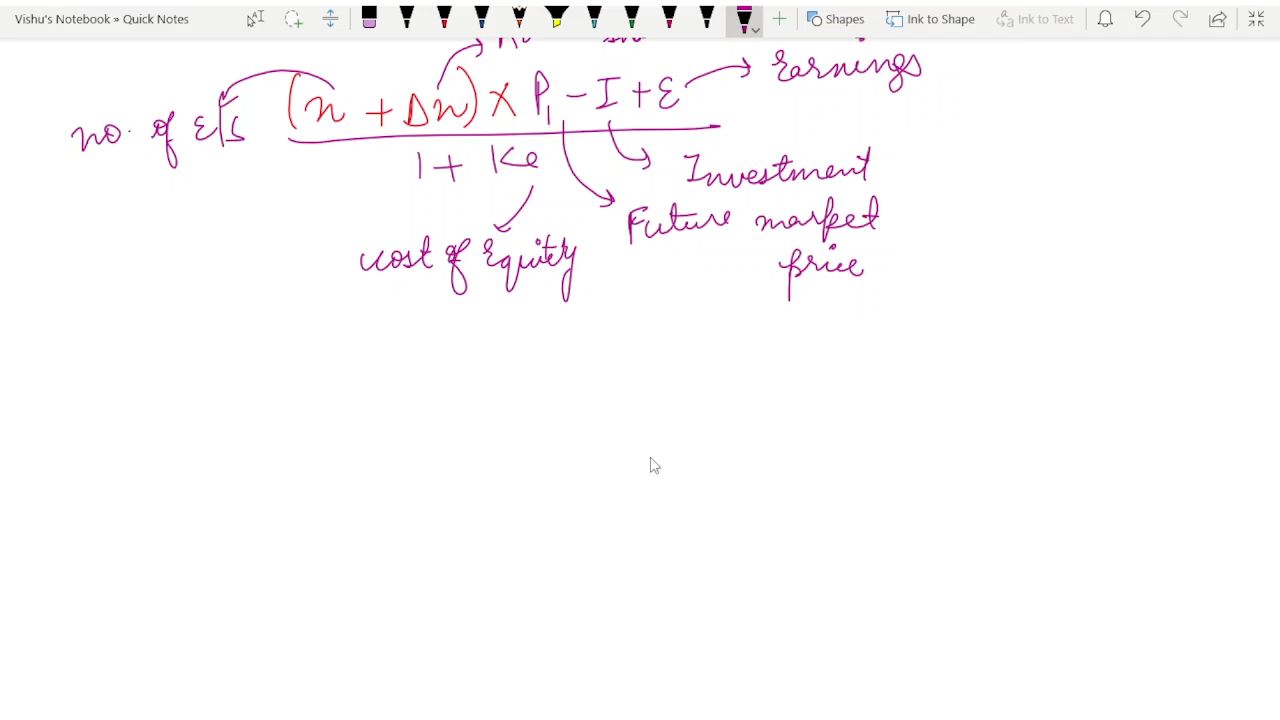 Vishu's Notebook » Quick Notes Shapes Ink to Shape Ink to Text
Earnings
no. of E/S (n + Δn) X P1 - I + E
1 + Ke
Investment
Future market
cost of Equity
price